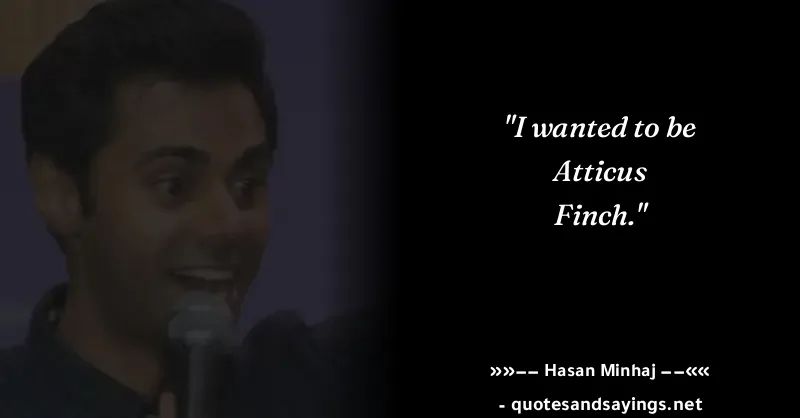 "I wanted to be
Atticus
Finch."
»»−− Hasan Minhaj −−««
- quotesandsayings.net